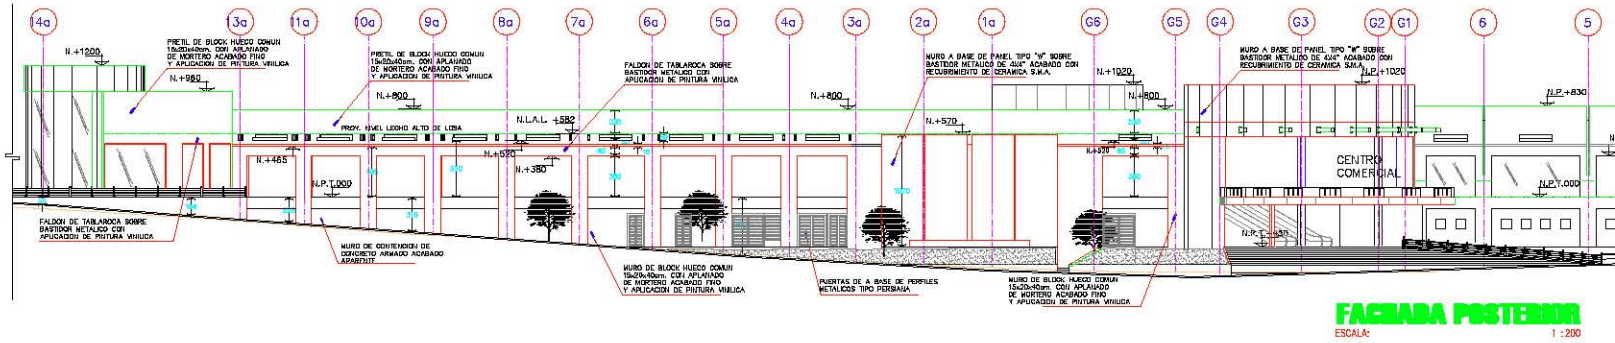 14a 13a 11a 10a 9a 8a 7a 6a 5a 4a 3a 2a 1a G6 G5 G4 G3 G2 G1 6 5
N.+1200
PRETIL DE BLOCK HUECO COMUN
15x20x40cm. CON APLANADO
DE MORTERO ACABADO FINO
Y APLICACION DE PINTURA VINILICA
N.+960
PRETIL DE BLOCK HUECO COMUN
15x20x40cm. CON APLANADO
DE MORTERO ACABADO FINO
Y APLICACION DE PINTURA VINILICA
FALDON DE TABLAROCA SOBRE
BASTIDOR METALICO CON
APLICACION DE PINTURA VINILICA
MURO A BASE DE PANEL TIPO "W" SOBRE
BASTIDOR METALICO DE 4X4" ACABADO CON
RECUBRIMIENTO DE CERAMICA S.M.A.
MURO A BASE DE PANEL TIPO "W" SOBRE
BASTIDOR METALICO DE 4X4" ACABADO CON
RECUBRIMIENTO DE CERAMICA S.M.A.
N.+1020
N.P.+1020
N.+800
N.+800
N.+800
N.P.+830
PROY. NIVEL LECHO ALTO DE LOSA
N.L.A.L. +582
N.+570
N.+520
N.+520
N.+465
N.+380
N.P.T.000
N.P.T.000
CENTRO
COMERCIAL
FALDON DE TABLAROCA SOBRE
BASTIDOR METALICO CON
APLICACION DE PINTURA VINILICA
MURO DE CONTENCION DE
CONCRETO ARMADO ACABADO
APARENTE
MURO DE BLOCK HUECO COMUN
15x20x40cm. CON APLANADO
DE MORTERO ACABADO FINO
Y APLICACION DE PINTURA VINILICA
PUERTAS DE A BASE DE PERFILES
METALICOS TIPO PERSIANA
MURO DE BLOCK HUECO COMUN
15x20x40cm. CON APLANADO
DE MORTERO ACABADO FINO
Y APLICACION DE PINTURA VINILICA
FACHADA POSTERIOR
ESCALA: 1 : 200